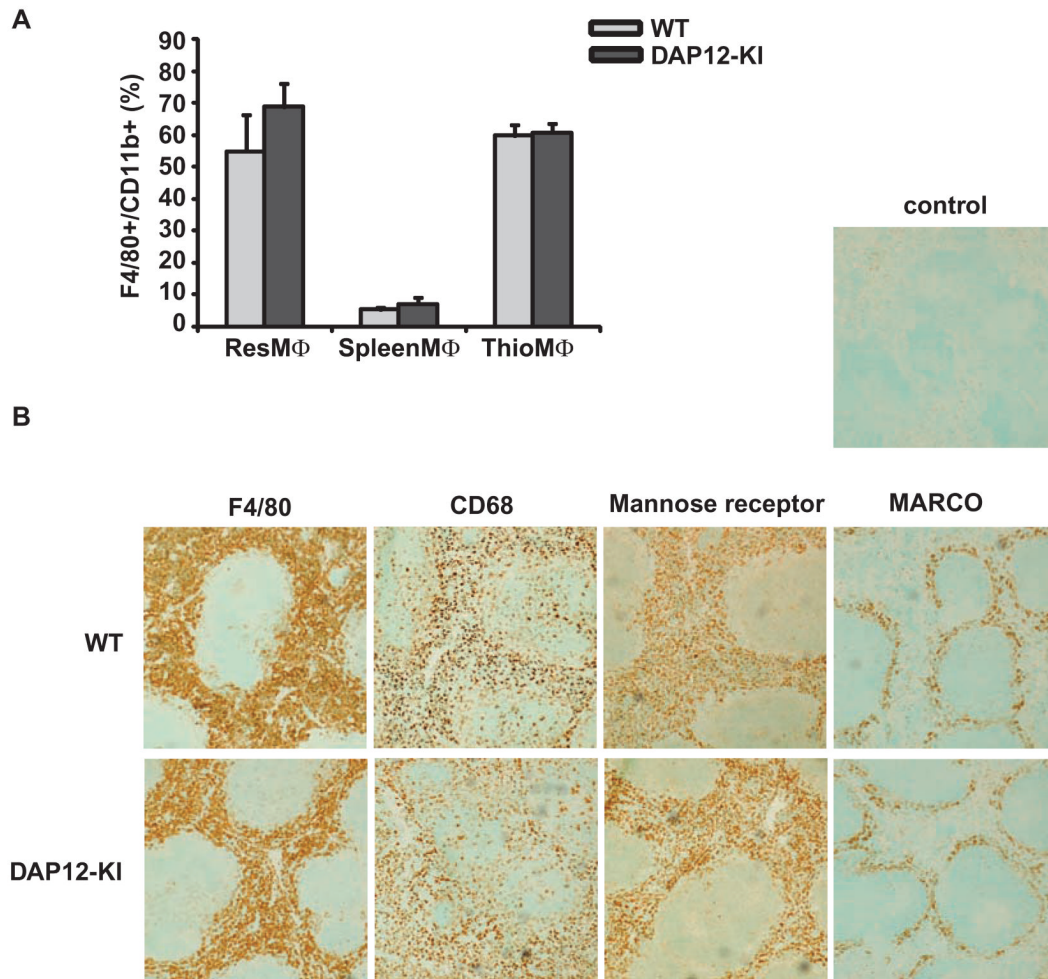 A
WT
DAP12-KI
F4/80+/CD11b+ (%)
90
80
70
60
50
40
30
20
10
0
ResMΦ SpleenMΦ ThioMΦ
control
B
F4/80 CD68 Mannose receptor MARCO
WT
DAP12-KI